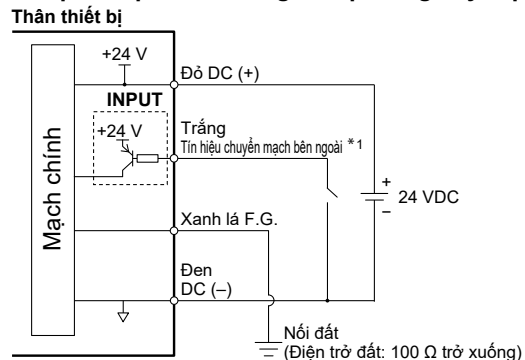 Thân thiết bị
+24 V
Đỏ DC (+)
INPUT
+24 V
Trắng
Tín hiệu chuyển mạch bên ngoài *1
Mạch chính
+
24 VDC
–
Xanh lá F.G.
Đen
DC (–)
Nối đất
(Điện trở đất: 100 Ω trở xuống)